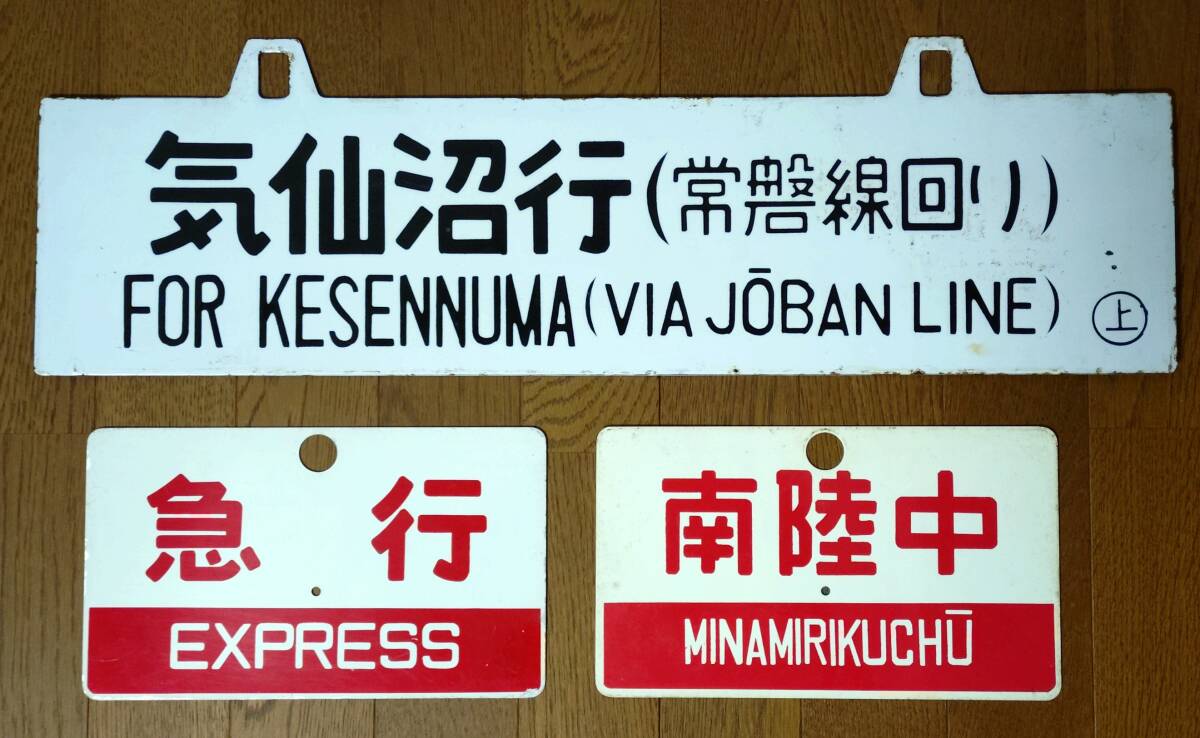 気仙沼行(常磐線回り)
FOR KESENNUMA(VIA JŌBAN LINE)
上
急行
EXPRESS
南陸中
MINAMIRIKUCHŪ